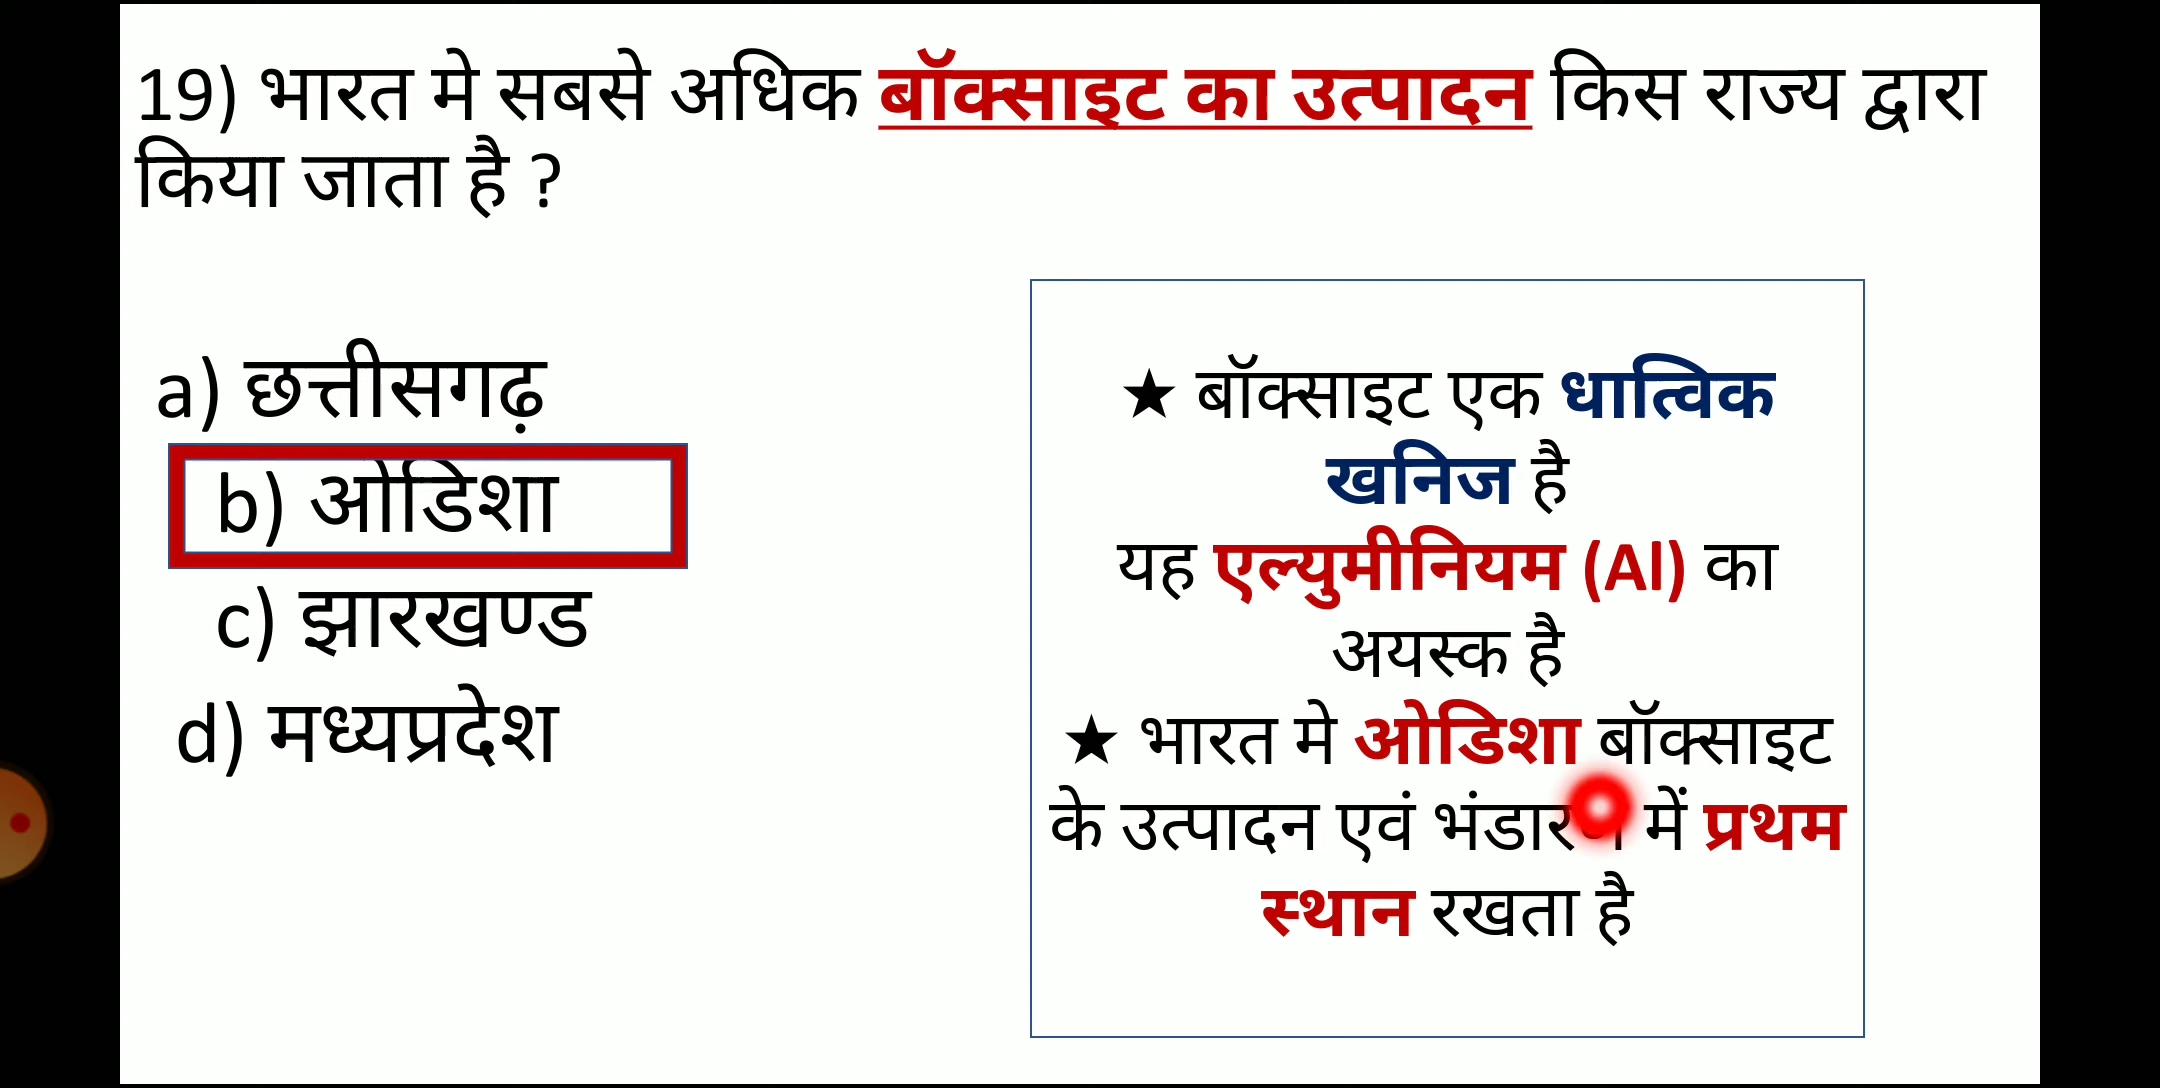 19) भारत मे सबसे अधिक बॉक्साइट का उत्पादन किस राज्य द्वारा
किया जाता है ?
a) छत्तीसगढ़
b) ओडिशा
c) झारखण्ड
d) मध्यप्रदेश
★ बॉक्साइट एक धात्विक
खनिज है
यह एल्युमीनियम (Al) का
अयस्क है
★ भारत मे ओडिशा बॉक्साइट
के उत्पादन एवं में प्रथम
स्थान रखता है